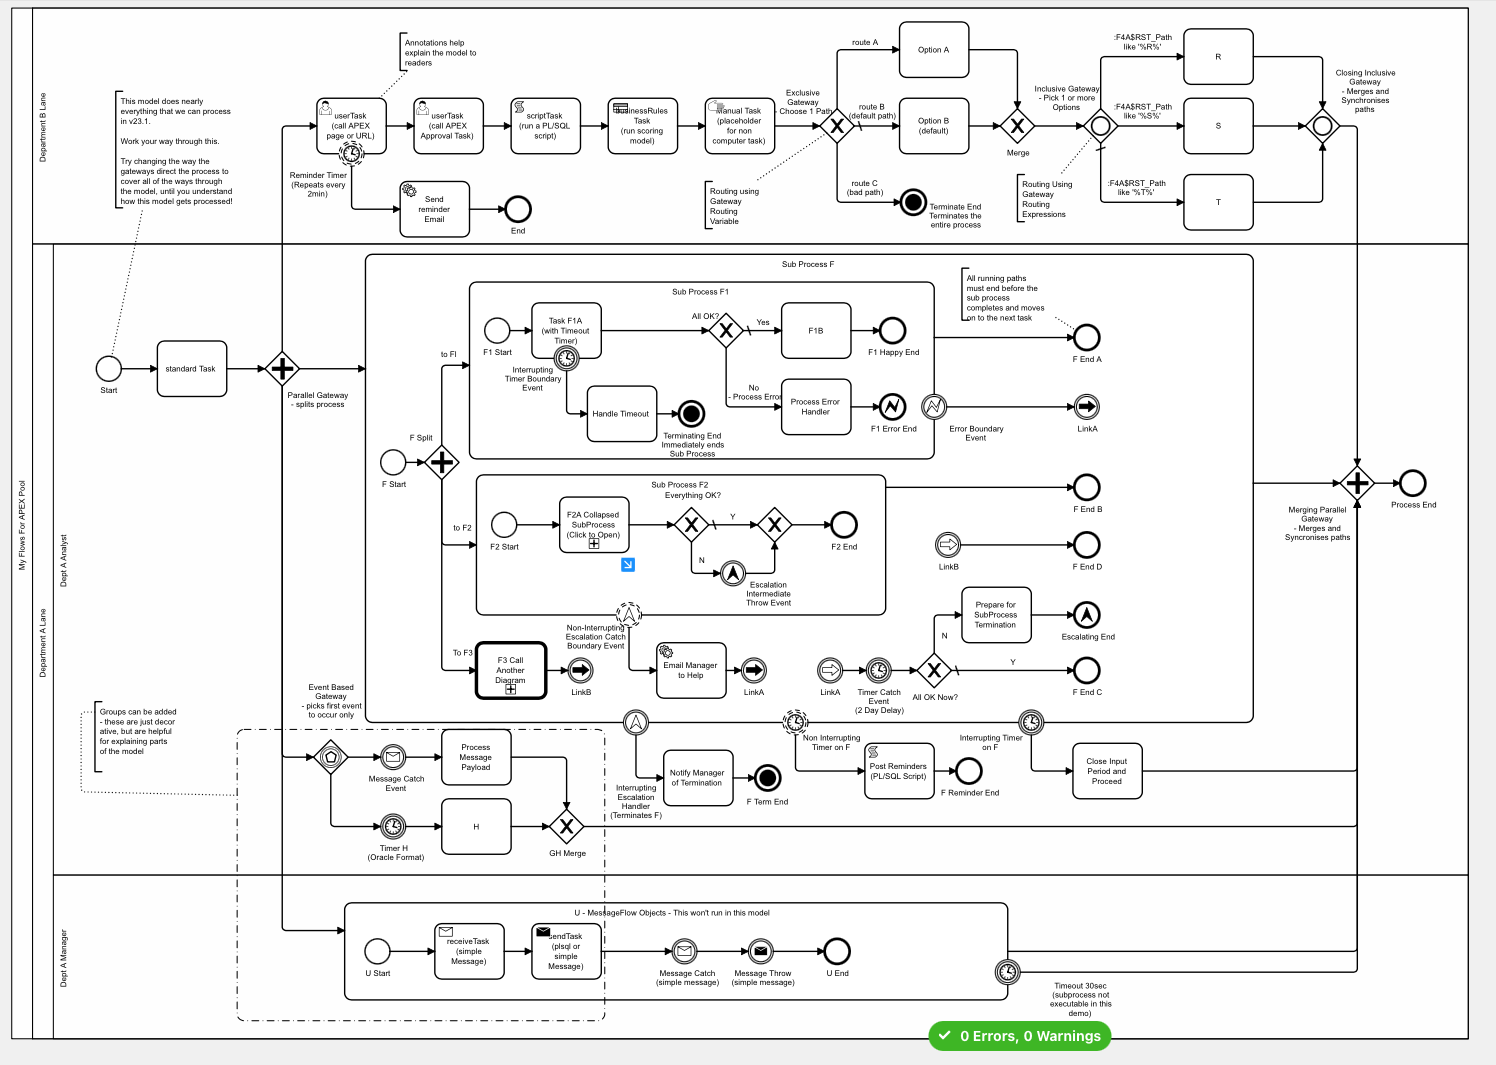 My Flows For APEX Pool
Department B Lane
Department A Lane
Dept A Analyst
Dept A Manager
This model does nearly
everything that we can process
in v23.1.
Work your way through this.
Try changing the way the
gateways direct the process to
cover all of the ways through
the model, until you understand
how this model gets processed!
Annotations help
explain the model to
readers
userTask
(call APEX
page or URL)
userTask
(call APEX
Approval Task)
scriptTask
(run a PL/SQL
script)
businessRules
Task
(run scoring
model)
Manual Task
(placeholder
for non
computer task)
Reminder Timer
(Repeats every
2min)
Send
reminder
Email
End
Exclusive
Gateway
- Choose 1 Path
route A
Option A
route B
(default path)
Option B
(default)
route C
(bad path)
Routing using
Gateway
Routing
Variable
Terminate End
Terminates the
entire process
Merge
Inclusive Gateway
- Pick 1 or more
Options
Routing Using
Gateway
Routing
Expressions
:F4A$RST_Path
like '%R%'
R
:F4A$RST_Path
like '%S%'
S
:F4A$RST_Path
like '%T%'
T
Closing Inclusive
Gateway
- Merges and
Synchronises
paths
Start
standard Task
Parallel Gateway
- splits process
Sub Process F
F Start
F Split
to FI
to F2
To F3
Sub Process F1
F1 Start
Task F1A
(with Timeout
Timer)
Interrupting
Timer Boundary
Event
Handle Timeout
Terminating End
Immediately ends
Sub Process
All OK?
Yes
F1B
F1 Happy End
No
- Process Error
Process Error
Handler
F1 Error End
Error Boundary
Event
All running paths
must end before the
sub process
completes and moves
on to the next task
F End A
LinkA
Sub Process F2
Everything OK?
F2 Start
F2A Collapsed
SubProcess
(Click to Open)
Y
N
F2 End
Escalation
Intermediate
Throw Event
F End B
LinkB
F End D
Non-Interrupting
Escalation Catch
Boundary Event
F3 Call
Another
Diagram
LinkB
Email Manager
to Help
LinkA
LinkA
Timer Catch
Event
(2 Day Delay)
All OK Now?
N
Prepare for
SubProcess
Termination
Escalating End
Y
F End C
Merging Parallel
Gateway
- Merges and
Synchronises paths
Process End
Event Based
Gateway
- picks first event
to occur only
Groups can be added
- these are just decor
ative, but are helpful
for explaining parts
of the model
Message Catch
Event
Process
Message
Payload
Timer H
(Oracle Format)
H
GH Merge
Interrupting
Escalation
Handler
(Terminates F)
Notify Manager
of Termination
F Term End
Non Interrupting
Timer on F
Post Reminders
(PL/SQL Script)
F Reminder End
Interrupting Timer
on F
Close Input
Period and
Proceed
U - MessageFlow Objects - This won't run in this model
U Start
receiveTask
(simple
Message)
sendTask
(plsql or
simple
Message)
Message Catch
(simple message)
Message Throw
(simple message)
U End
Timeout 30sec
(subprocess not
executable in this
demo)
0 Errors, 0 Warnings